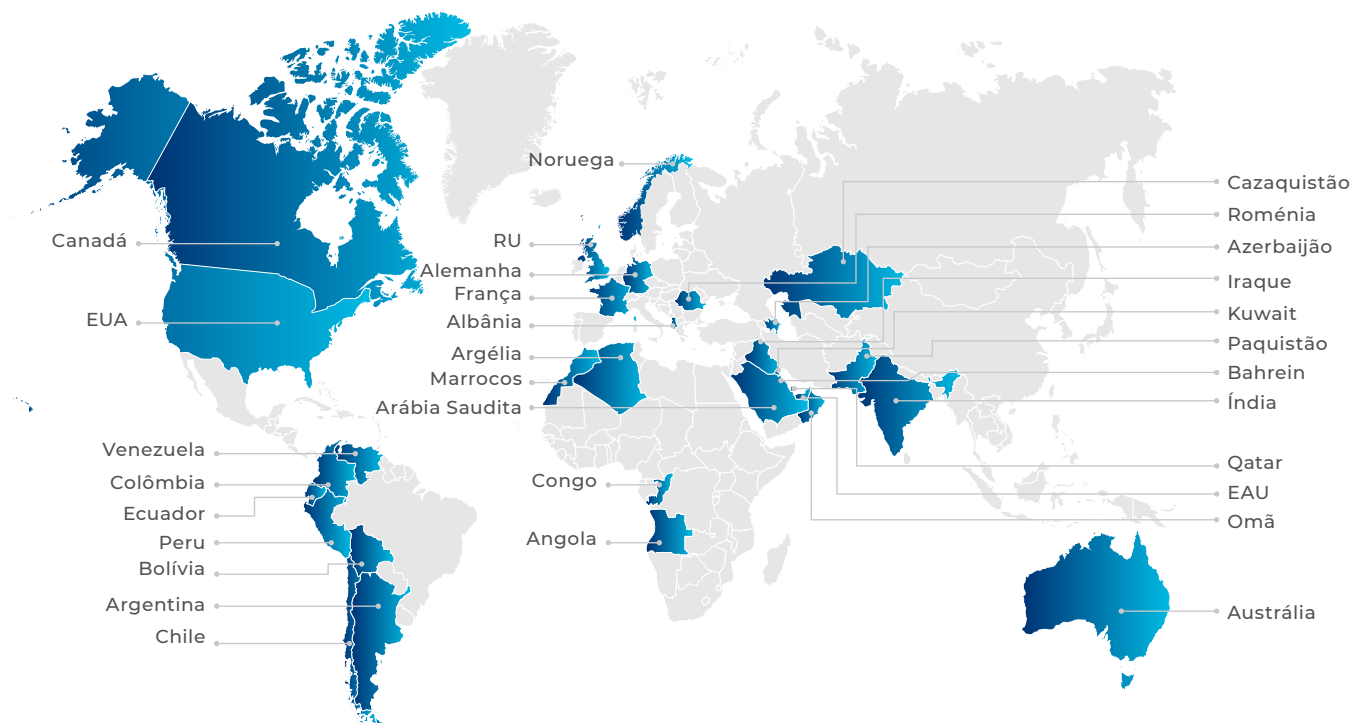 Canadá
EUA
Venezuela
Colômbia
Ecuador
Peru
Bolívia
Argentina
Chile
Noruega
RU
Alemanha
França
Albânia
Argélia
Marrocos
Arábia Saudita
Congo
Angola
Cazaquistão
Roménia
Azerbaijão
Iraque
Kuwait
Paquistão
Bahrein
Índia
Qatar
EAU
Omã
Austrália